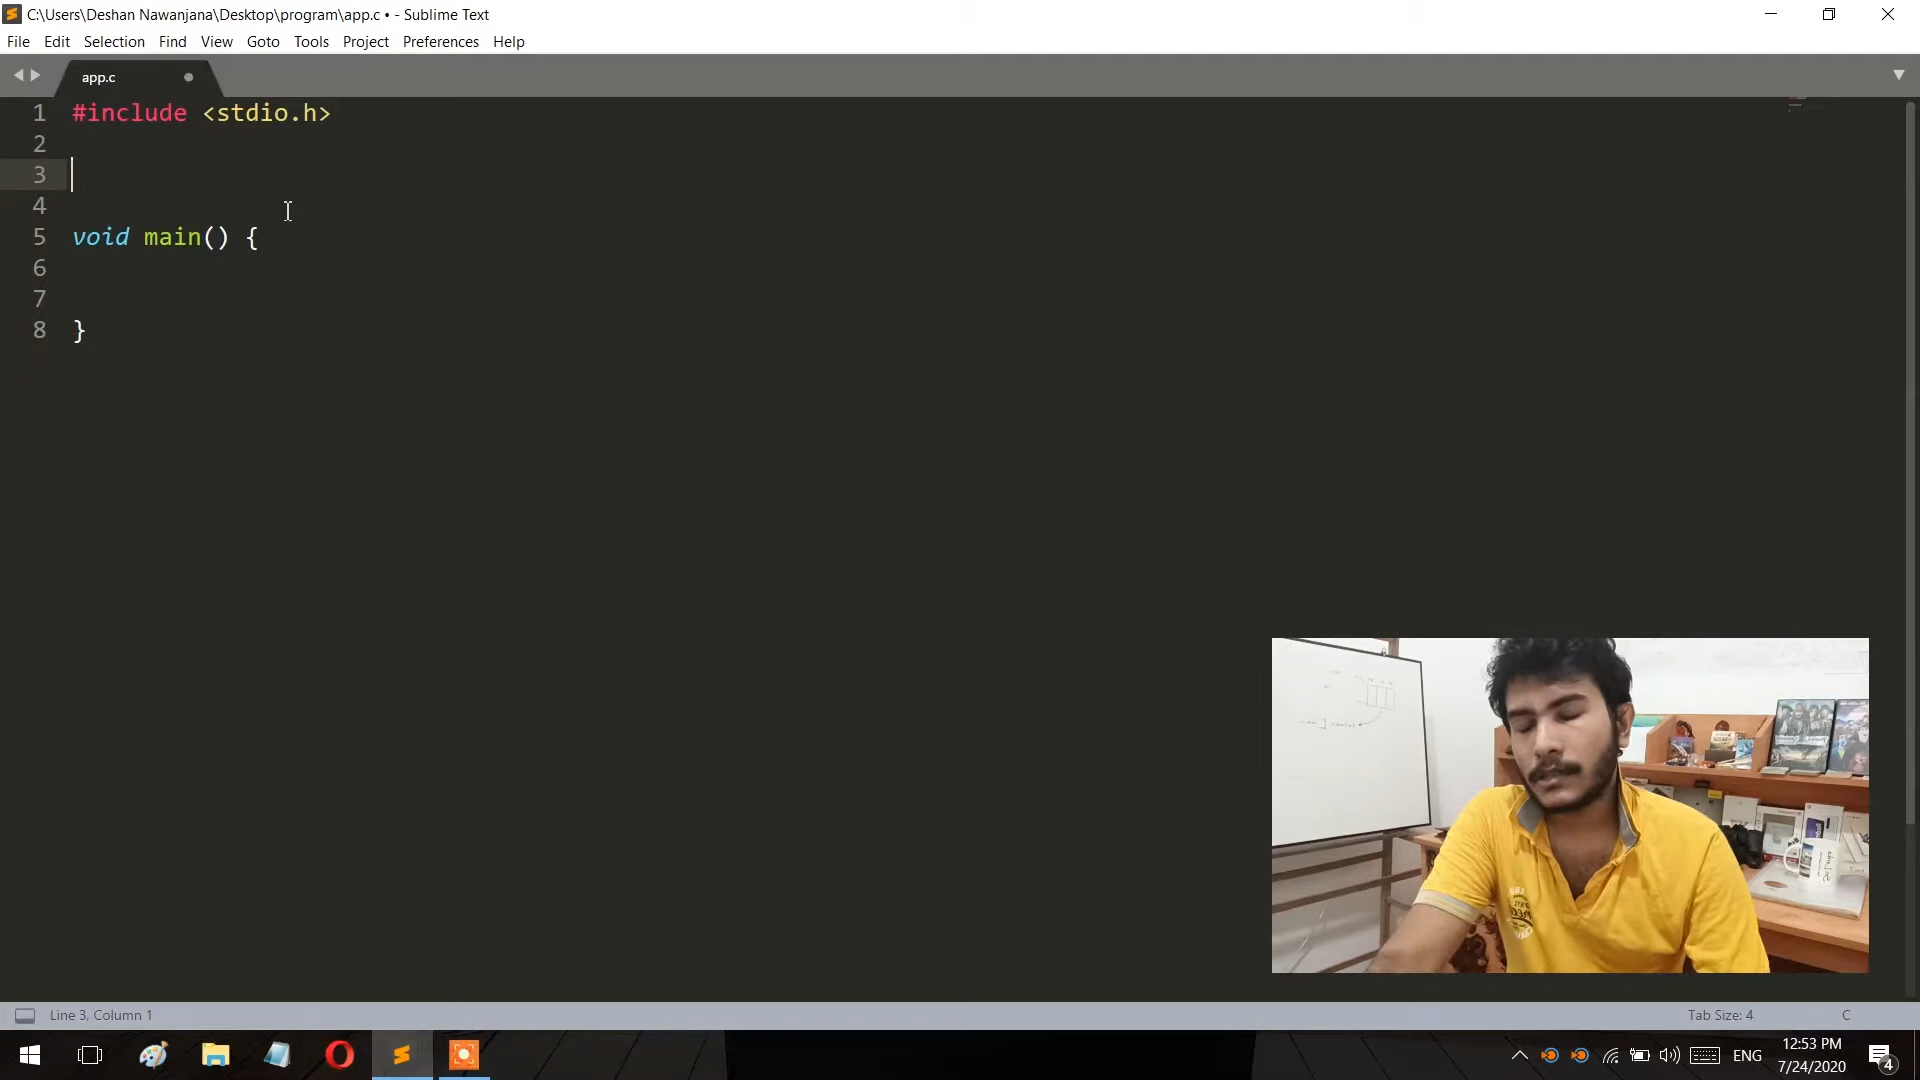 C:\Users\Deshan Nawanjana\Desktop\program\app.c • - Sublime Text
File Edit Selection Find View Goto Tools Project Preferences Help
app.c
1 #include <stdio.h>
2
3
4
5 void main() {
6
7
8 }
Line 3, Column 1 Tab Size: 4 C
ENG 12:53 PM
7/24/2020
4